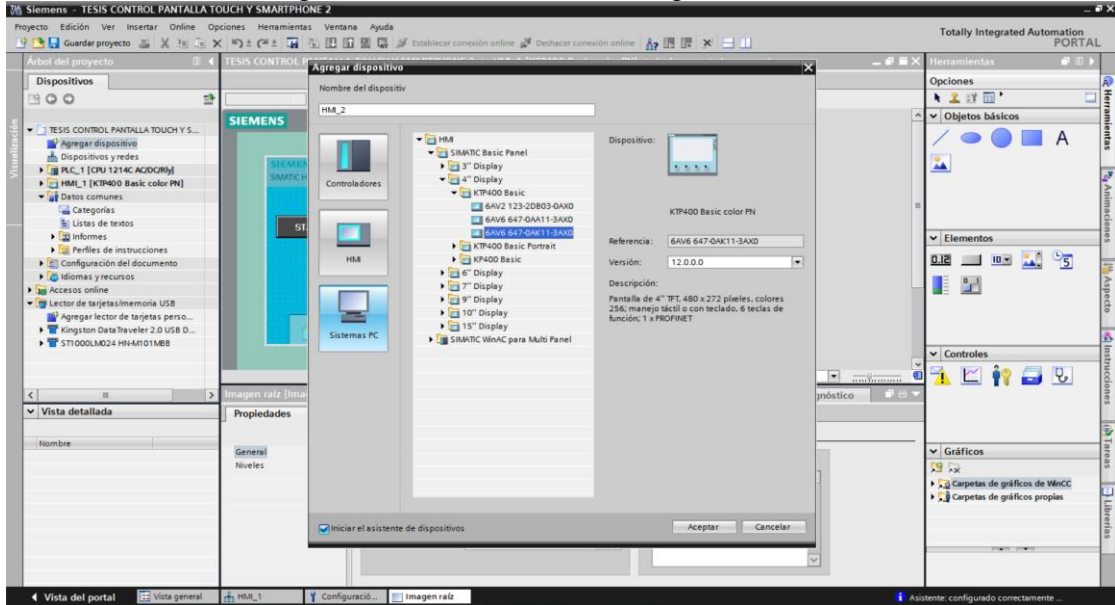 Siemens - TESIS CONTROL PANTALLA TOUCH Y SMARTPHONE 2
Proyecto Edición Ver Insertar Online Opciones Herramientas Ventana Ayuda
Guardar proyecto Establecer conexión online Deshacer conexión online
Totally Integrated Automation
PORTAL
Árbol del proyecto
Dispositivos
TESIS CONTROL PANTALLA TOUCH Y S...
Agregar dispositivo
Dispositivos y redes
PLC_1 [CPU 1214C AC/DC/Rly]
HMI_1 [KTP400 Basic color PN]
Datos comunes
Categorías
Listas de textos
Informes
Perfiles de instrucciones
Configuración del documento
Idiomas y recursos
Accesos online
Lector de tarjetas/memoria USB
Agregar lector de tarjetas perso...
Kingston DataTraveler 2.0 USB D...
ST1000LM024 HN-M101MBB
Vista detallada
Nombre
Visualización
TESIS CONTROL
SIEMENS
SIEMEN
SIMATIC H
ST
Agregar dispositivo
Nombre del dispositiv
HMI_2
Controladores
HMI
Sistemas PC
HMI
SIMATIC Basic Panel
3" Display
4" Display
KTP400 Basic
6AV2 123-2DB03-0AX0
6AV6 647-0AA11-3AX0
6AV6 647-0AK11-3AX0
KTP400 Basic Portrait
KP400 Basic
6" Display
7" Display
9" Display
10" Display
15" Display
SIMATIC WinAC para Multi Panel
Dispositivo:
KTP400 Basic color PN
Referencia: 6AV6 647-0AK11-3AX0
Versión: 12.0.0.0
Descripción:
Pantalla de 4" TFT, 480 x 272 píxeles, colores
256; manejo táctil o con teclado, 6 teclas de
función; 1 x PROFINET
Iniciar el asistente de dispositivos
Aceptar Cancelar
Imagen raíz [Ima
Propiedades
General
Niveles
gnóstico
Herramientas
Opciones
Objetos básicos
A
Elementos
0.12 10 5
Controles
Gráficos
Carpetas de gráficos de WinCC
Carpetas de gráficos propias
Herramientas
Animaciones
Aspecto
Instrucciones
Tareas
Librerías
Vista del portal Vista general HMI_1 Configuració... Imagen raíz Asistente: configurado correctamente ...